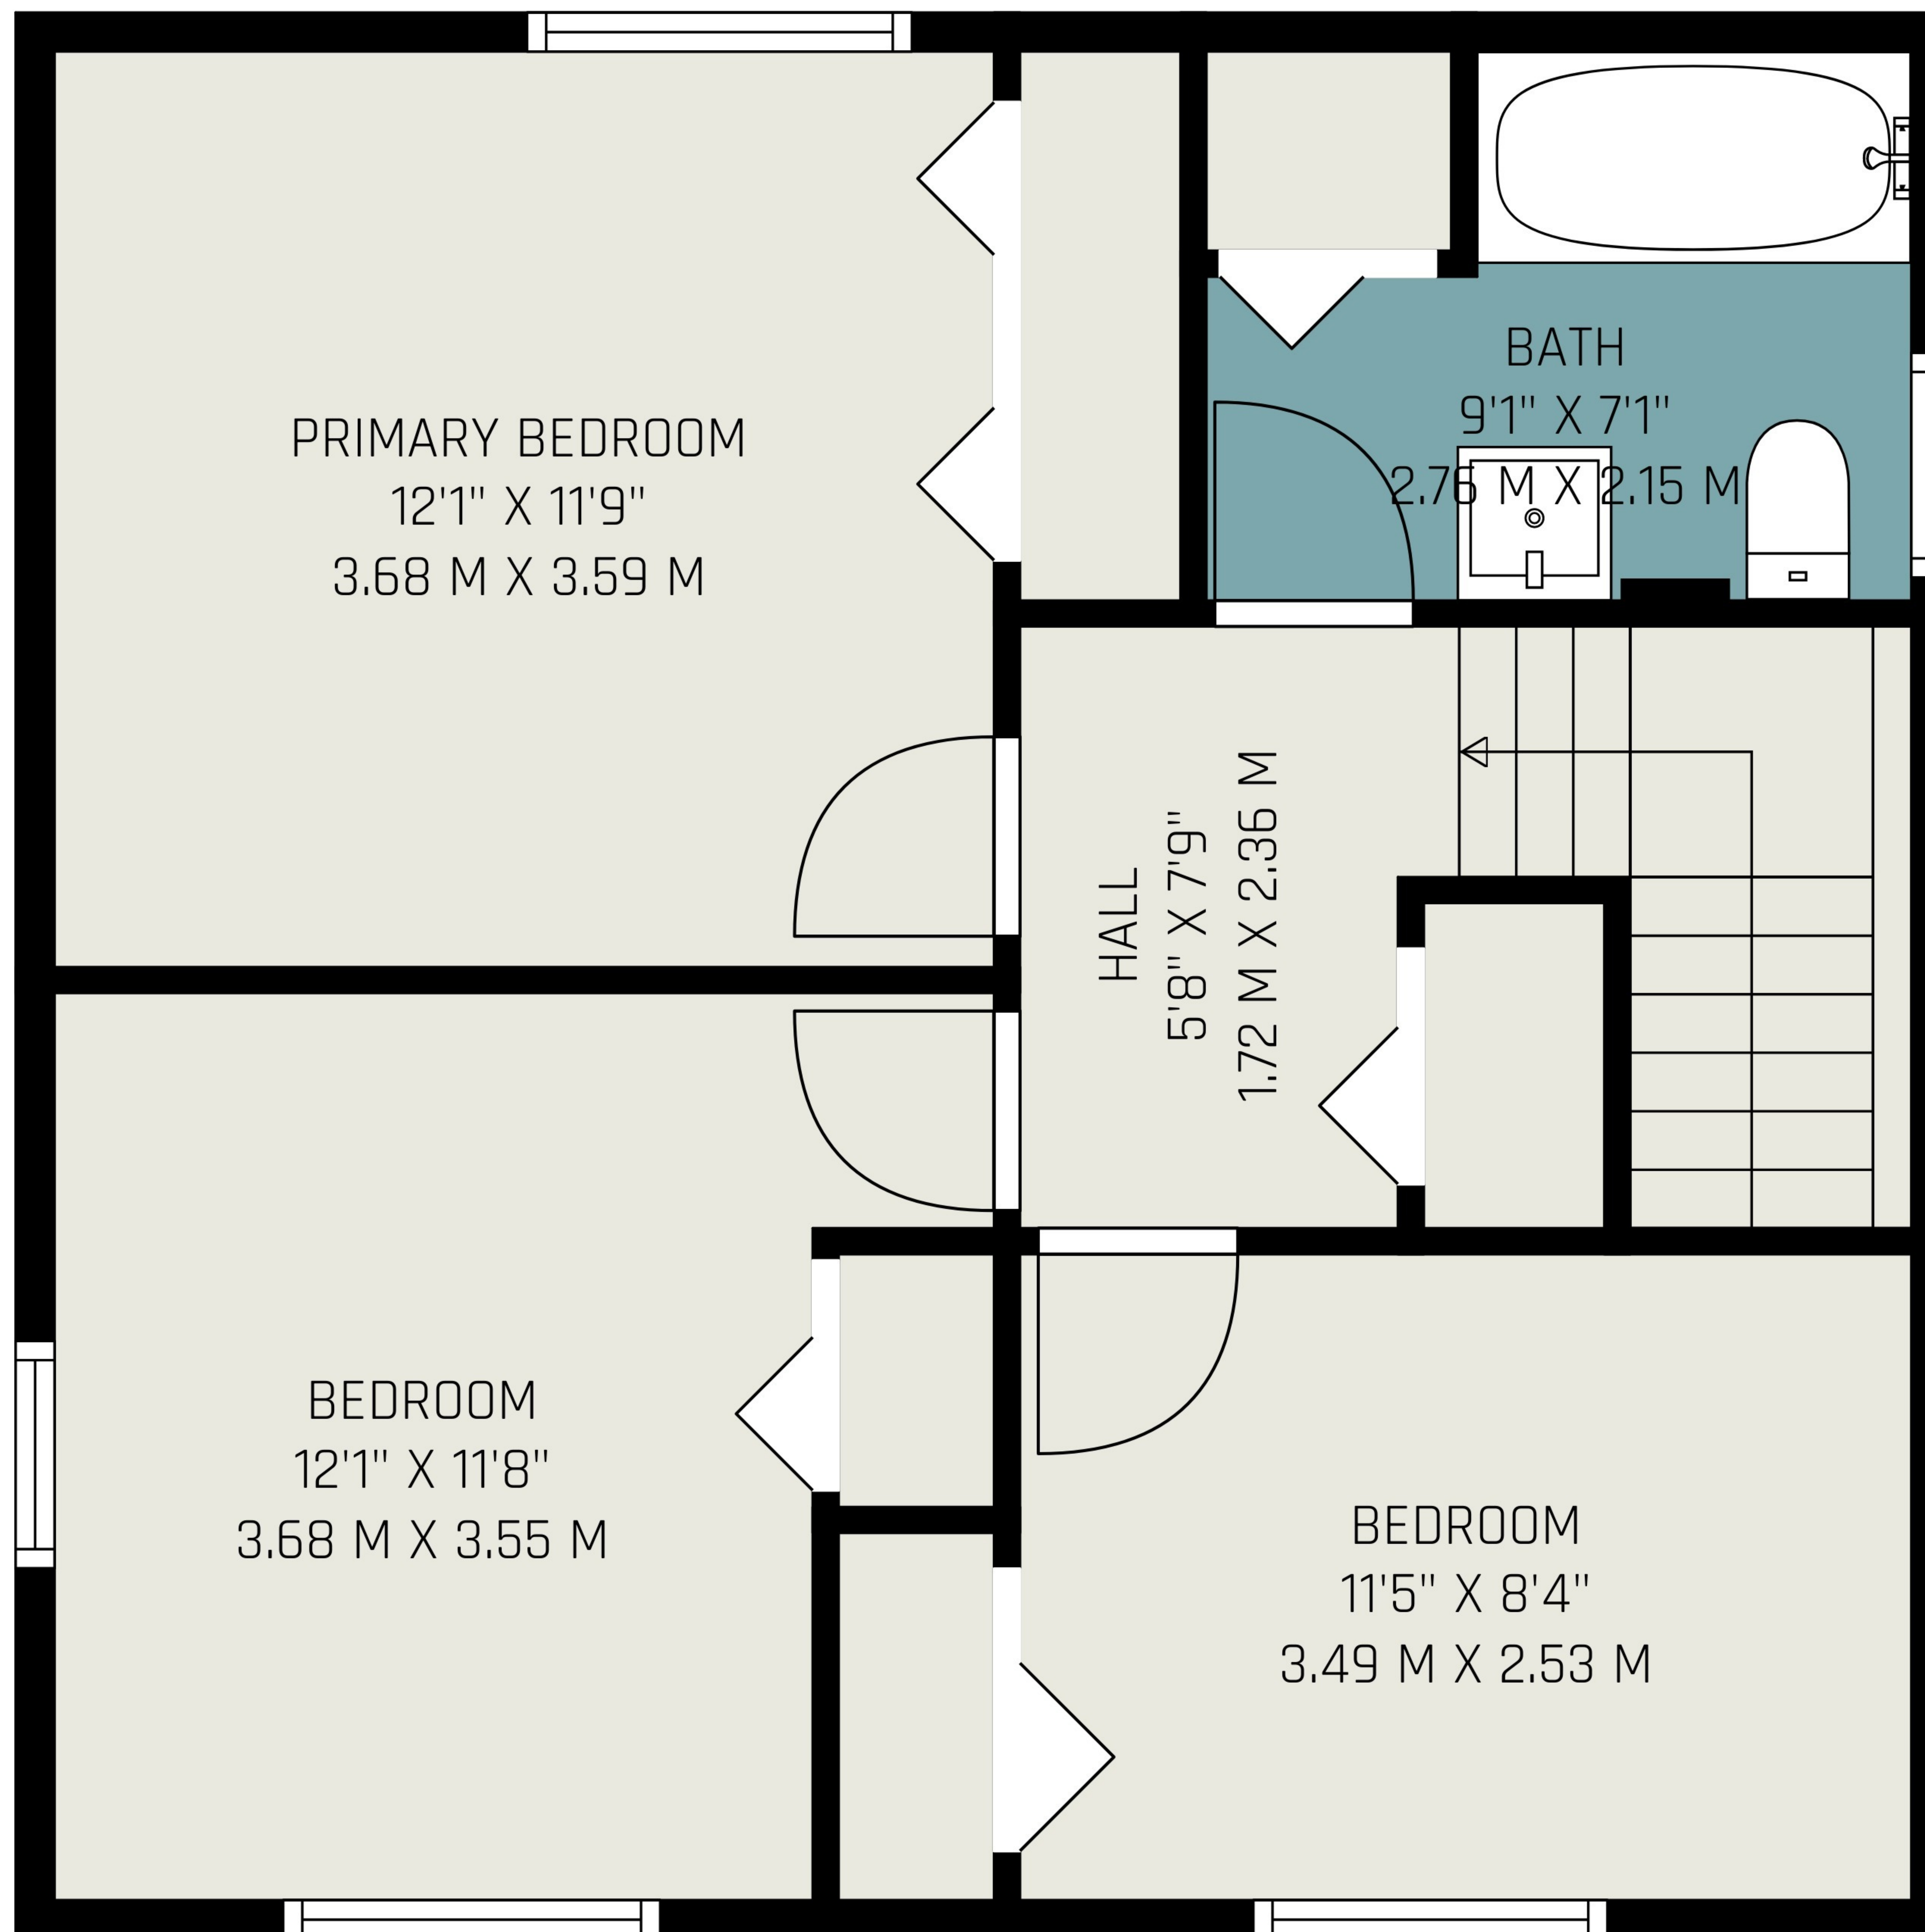 PRIMARY BEDROOM
12'1" X 11'9"
3.68 M X 3.59 M
BATH
9'1" X 7'1"
2.76 M X 2.15 M
HALL
5'8" X 7'9"
1.72 M X 2.36 M
BEDROOM
12'1" X 11'8"
3.68 M X 3.55 M
BEDROOM
11'5" X 8'4"
3.49 M X 2.53 M